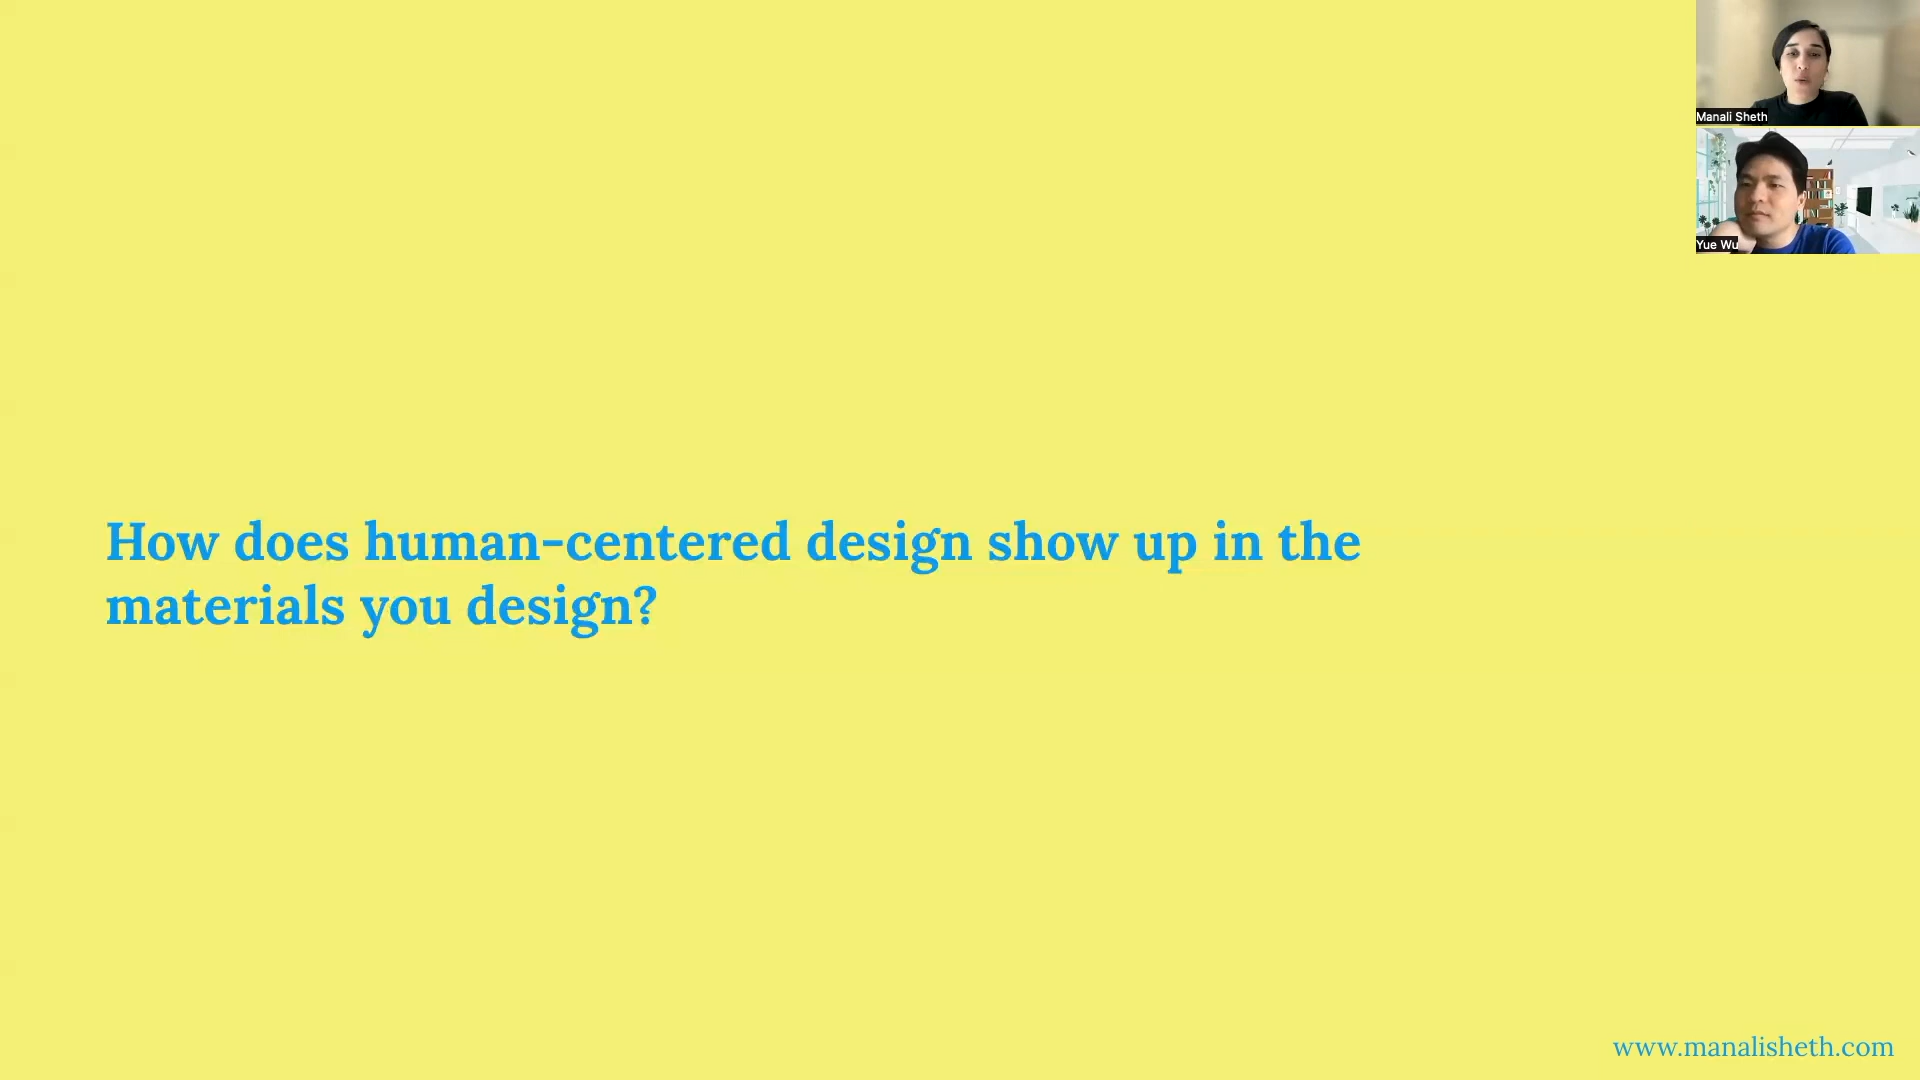 Manali Sheth
Yue Wu
How does human-centered design show up in the
materials you design?
www.manalisheth.com